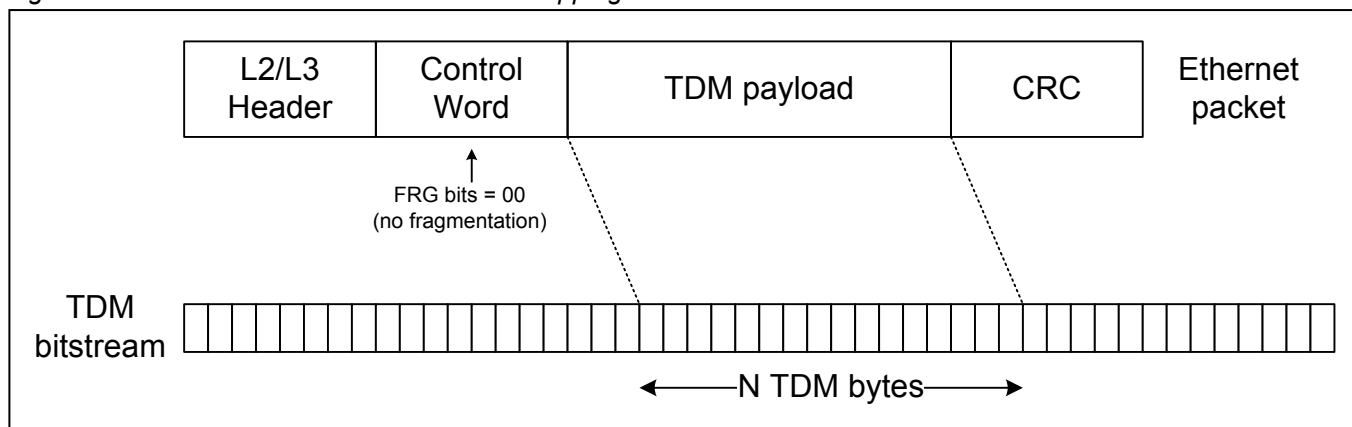 L2/L3
Header
Control
Word
TDM payload
CRC
Ethernet
packet
FRG bits = 00
(no fragmentation)
TDM
bitstream
N TDM bytes